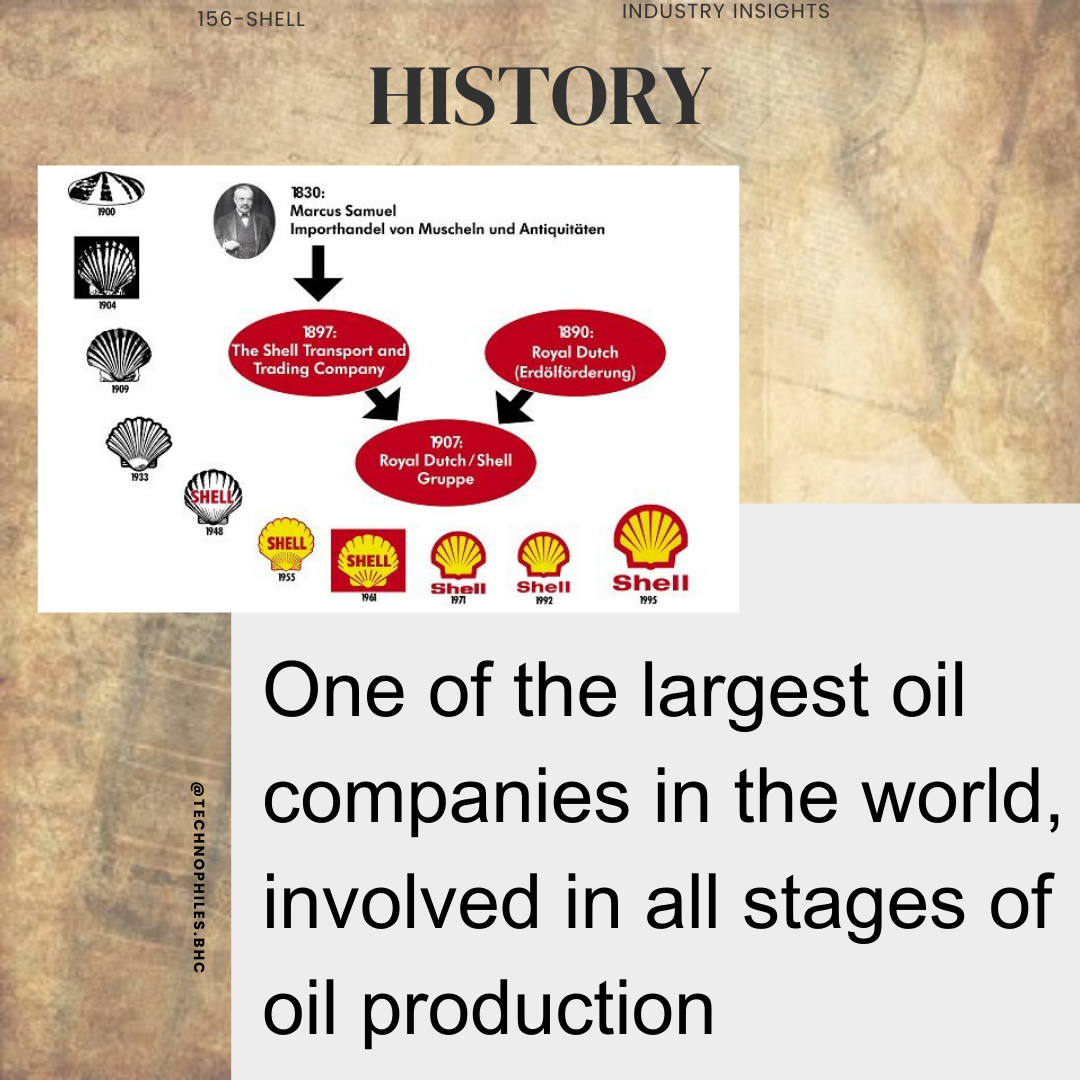 156-SHELL
INDUSTRY INSIGHTS
HISTORY
1900
1904
1909
1933
1948
SHELL
1955
SHELL
1961
SHELL
1971
Shell
1992
Shell
1995
Shell
1830:
Marcus Samuel
Importhandel von Muscheln und Antiquitäten
1897:
The Shell Transport and
Trading Company
1890:
Royal Dutch
(Erdölförderung)
1907:
Royal Dutch/Shell
Gruppe
One of the largest oil
companies in the world,
involved in all stages of
oil production
@TECHNOPHILES.BHC